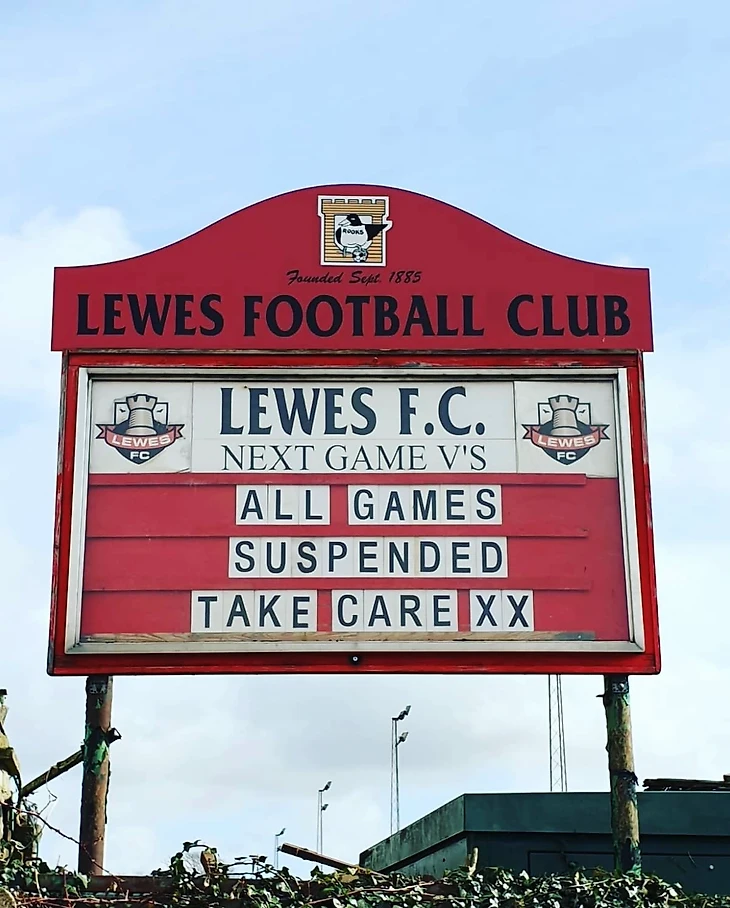 ROOKS
Founded Sept. 1885
LEWES FOOTBALL CLUB
LEWES F.C.
NEXT GAME V'S
LEWES
FC
LEWES
FC
ALL GAMES
SUSPENDED
TAKE CARE XX